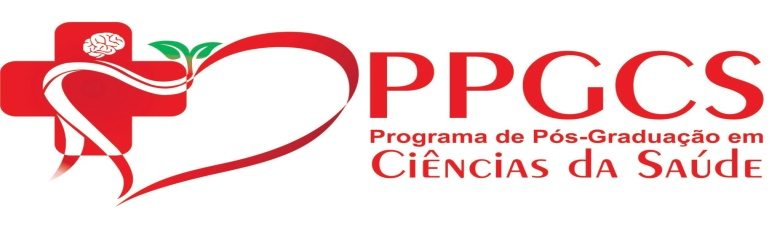 PPGCS
Programa de Pós-Graduação em
Ciências da Saúde